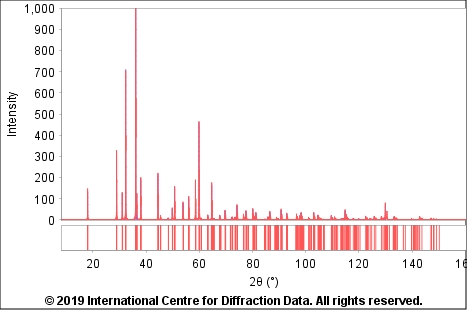 1,000
900
800
700
600
500
400
300
200
100
0
Intensity
20 40 60 80 100 120 140 160
2θ (°)
© 2019 International Centre for Diffraction Data. All rights reserved.